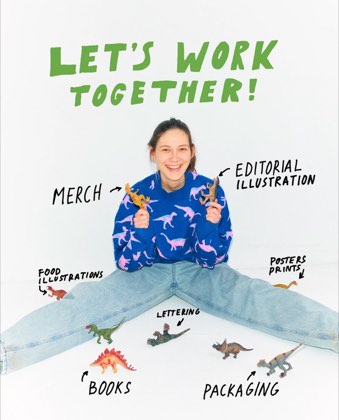 LET'S WORK
TOGETHER!
MERCH
EDITORIAL
ILLUSTRATION
FOOD
ILLUSTRATIONS
POSTERS
PRINTS
LETTERING
BOOKS
PACKAGING